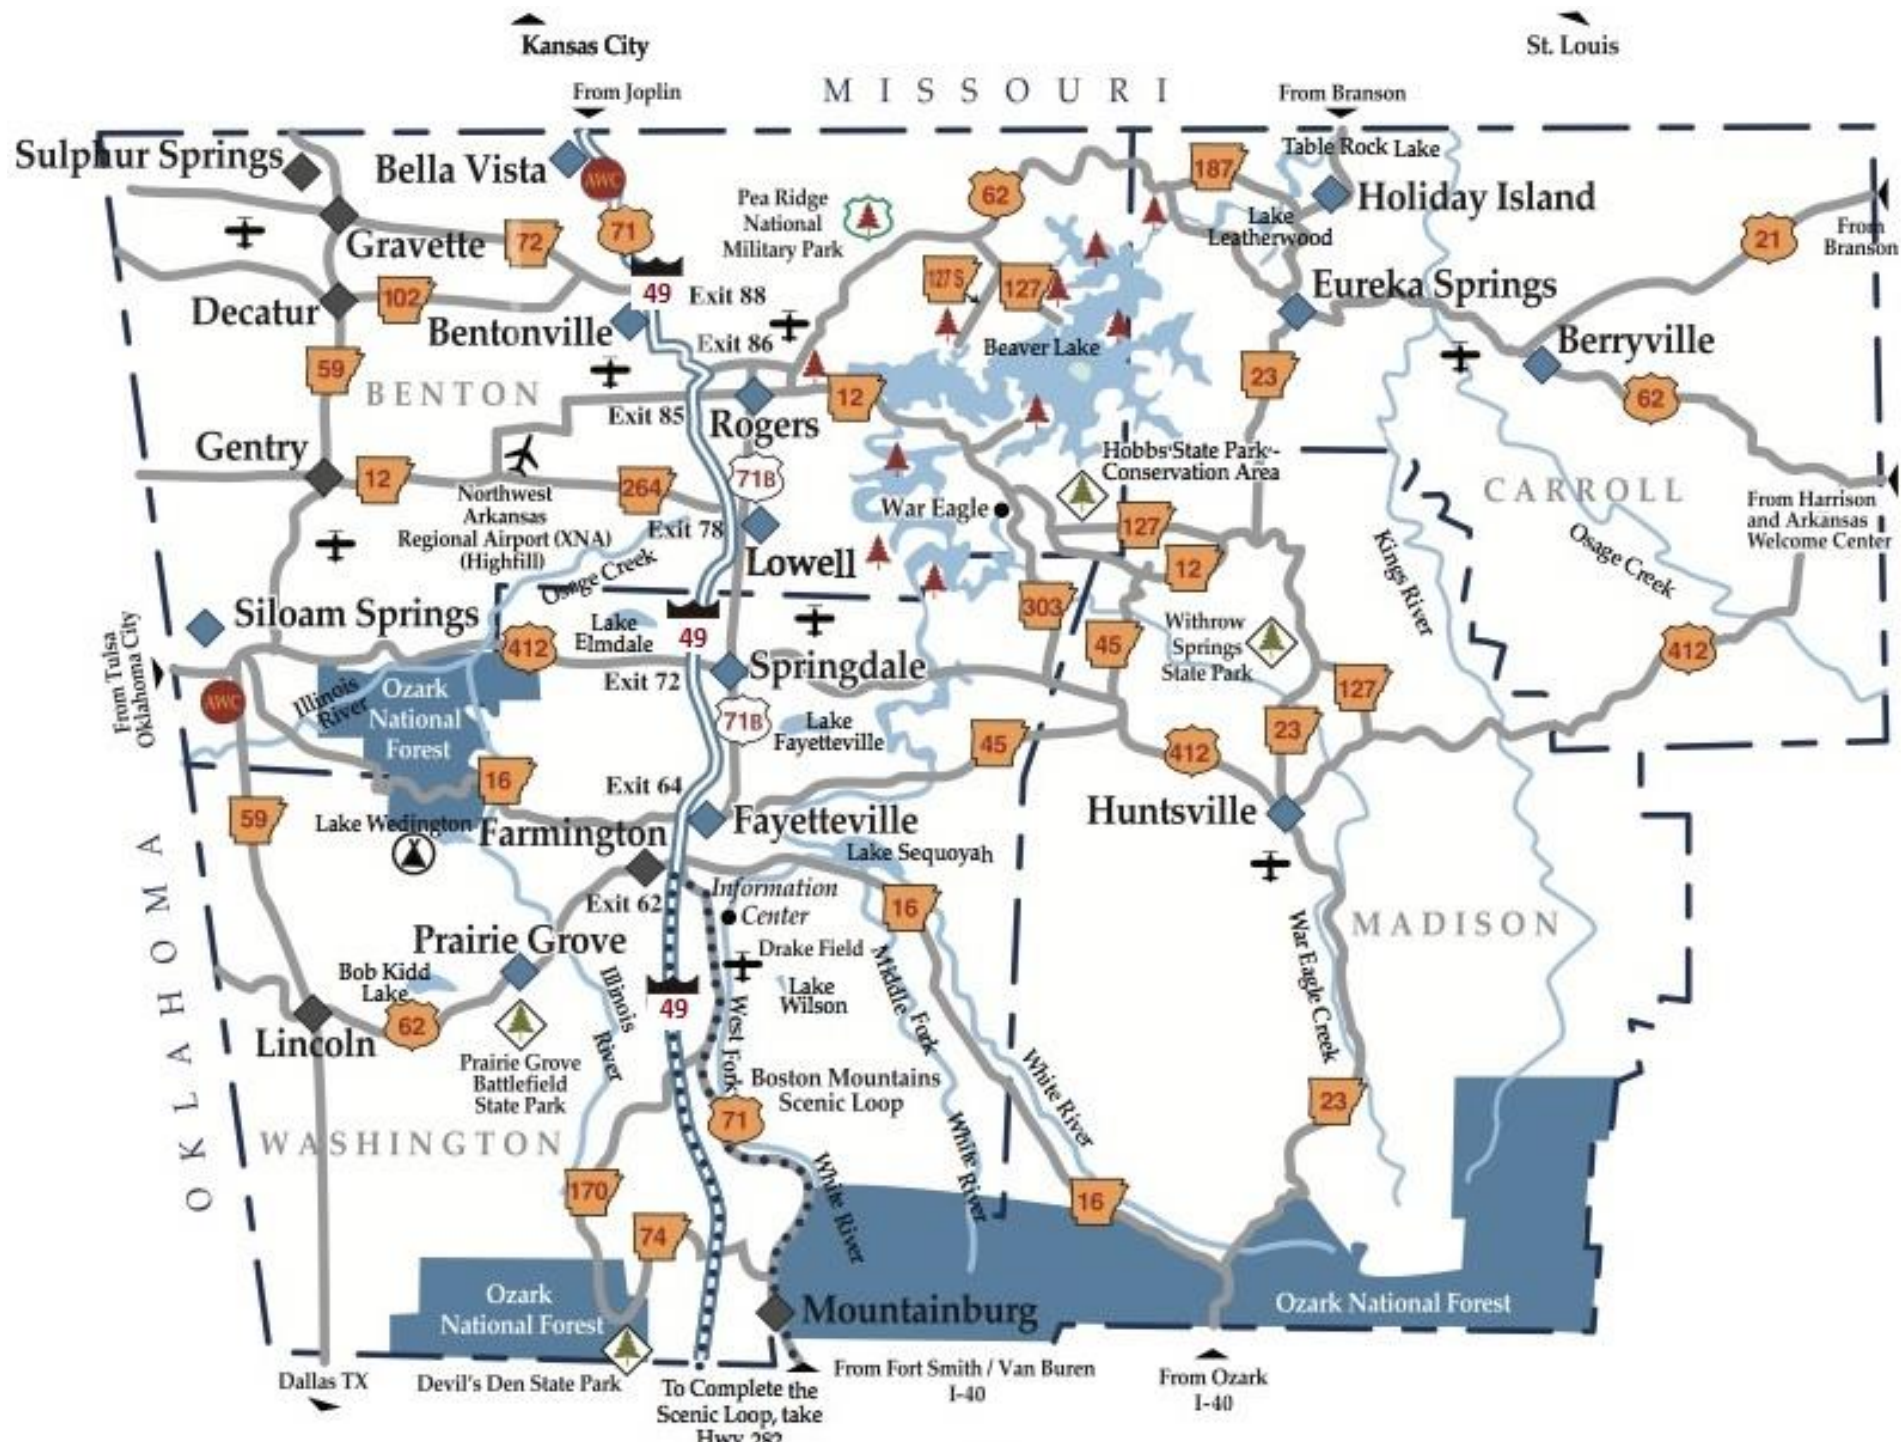 Kansas City
St. Louis
From Joplin
MISSOURI
From Branson
Sulphur Springs
Bella Vista
AWC
Table Rock Lake
187
62
Holiday Island
Pea Ridge
National
Military Park
Lake
Leatherwood
21
From
Branson
Gravette
72
71
127 S
127
49
Exit 88
Eureka Springs
Decatur
102
Bentonville
Exit 86
Beaver Lake
Berryville
59
BENTON
12
23
62
Exit 85
Rogers
Gentry
12
264
71B
Hobbs State Park-
Conservation Area
CARROLL
Northwest
Arkansas
Regional Airport (XNA)
(Highfill)
War Eagle
127
From Harrison
and Arkansas
Welcome Center
Exit 78
Lowell
Osage Creek
12
Kings River
Osage Creek
Siloam Springs
Lake
Elmdale
49
303
45
Withrow
Springs
State Park
412
412
From Tulsa
Oklahoma City
Exit 72
Springdale
AWC
Illinois
River
Ozark
National
Forest
127
71B
Lake
Fayetteville
45
412
23
16
Exit 64
59
Lake Wedington
Farmington
Fayetteville
Huntsville
Lake Sequoyah
OKLAHOMA
Exit 62
Information
Center
16
MADISON
Prairie Grove
Drake Field
Bob Kidd
Lake
Illinois
River
49
Lake
Wilson
West Fork
Middle
Fork
War Eagle Creek
62
Lincoln
Prairie Grove
Battlefield
State Park
Boston Mountains
Scenic Loop
White River
23
71
WASHINGTON
White River
White River
170
16
74
Ozark
National Forest
Mountainburg
Ozark National Forest
Dallas TX
Devil's Den State Park
To Complete the
Scenic Loop, take
Hwy. 282
From Fort Smith / Van Buren
I-40
From Ozark
I-40